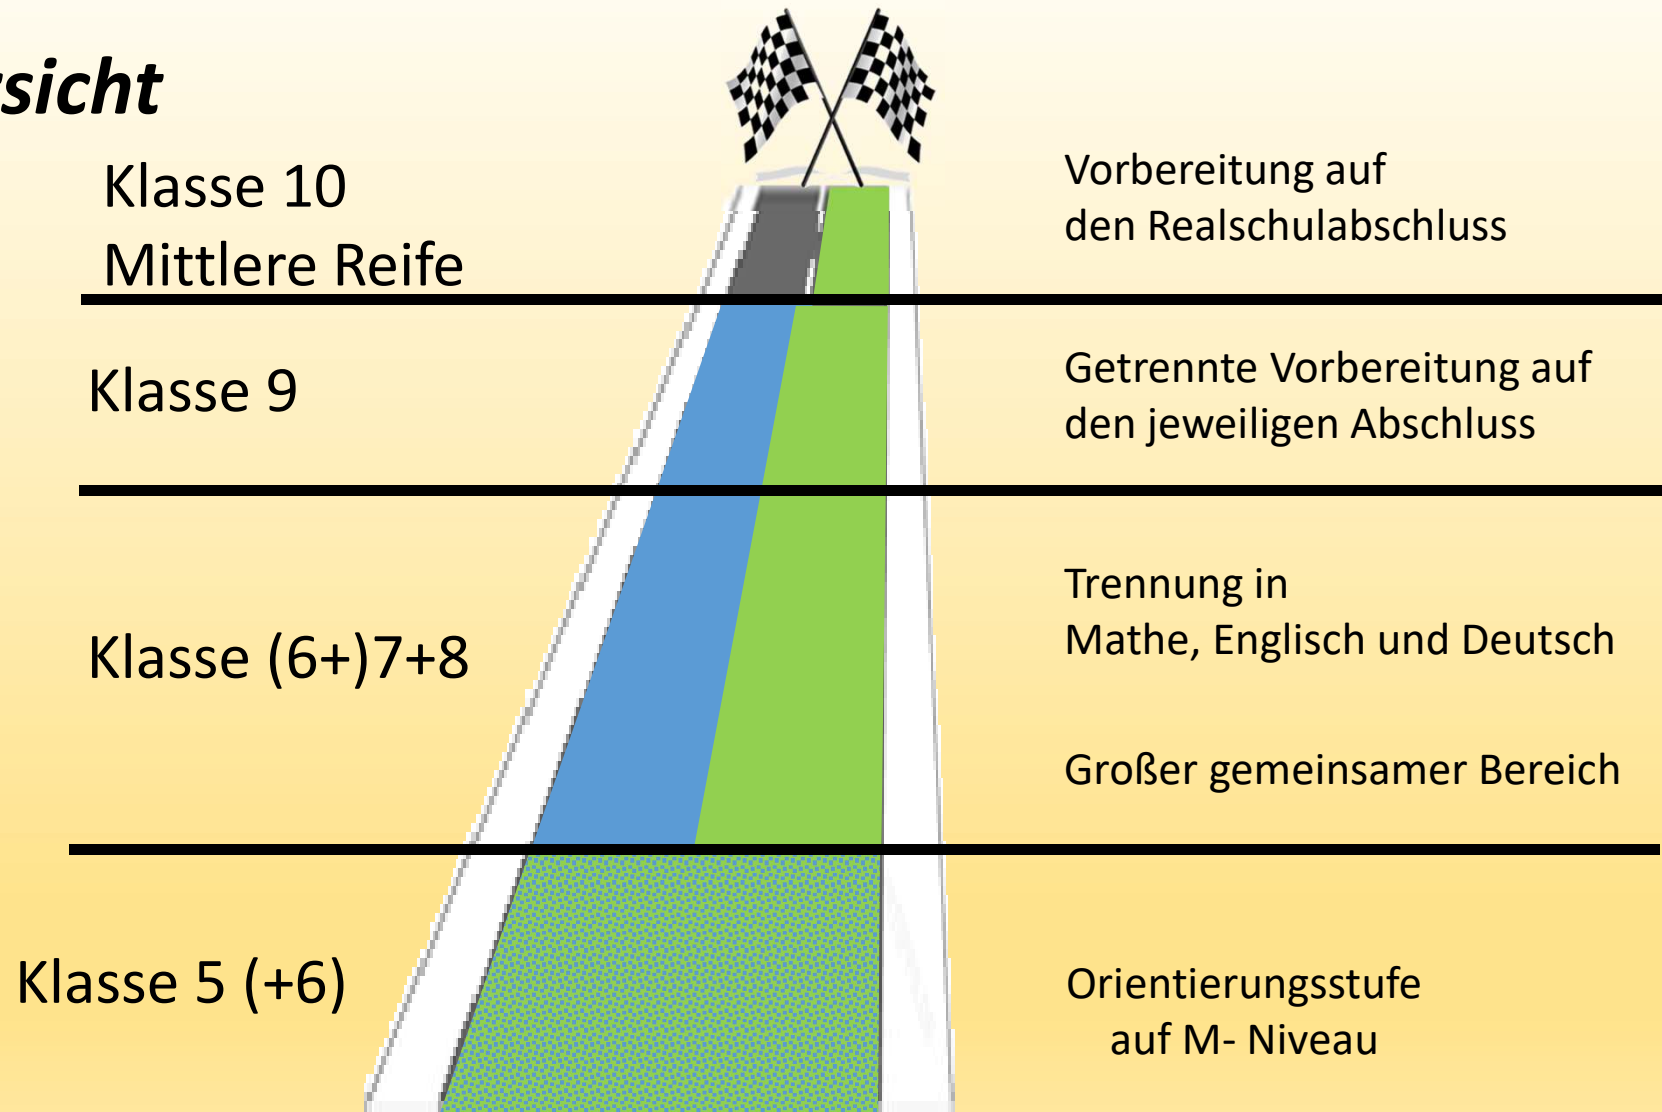 rsicht
Klasse 10
Mittlere Reife
Vorbereitung auf
den Realschulabschluss
Klasse 9
Getrennte Vorbereitung auf
den jeweiligen Abschluss
Klasse (6+)7+8
Trennung in
Mathe, Englisch und Deutsch
Großer gemeinsamer Bereich
Klasse 5 (+6)
Orientierungsstufe
auf M- Niveau